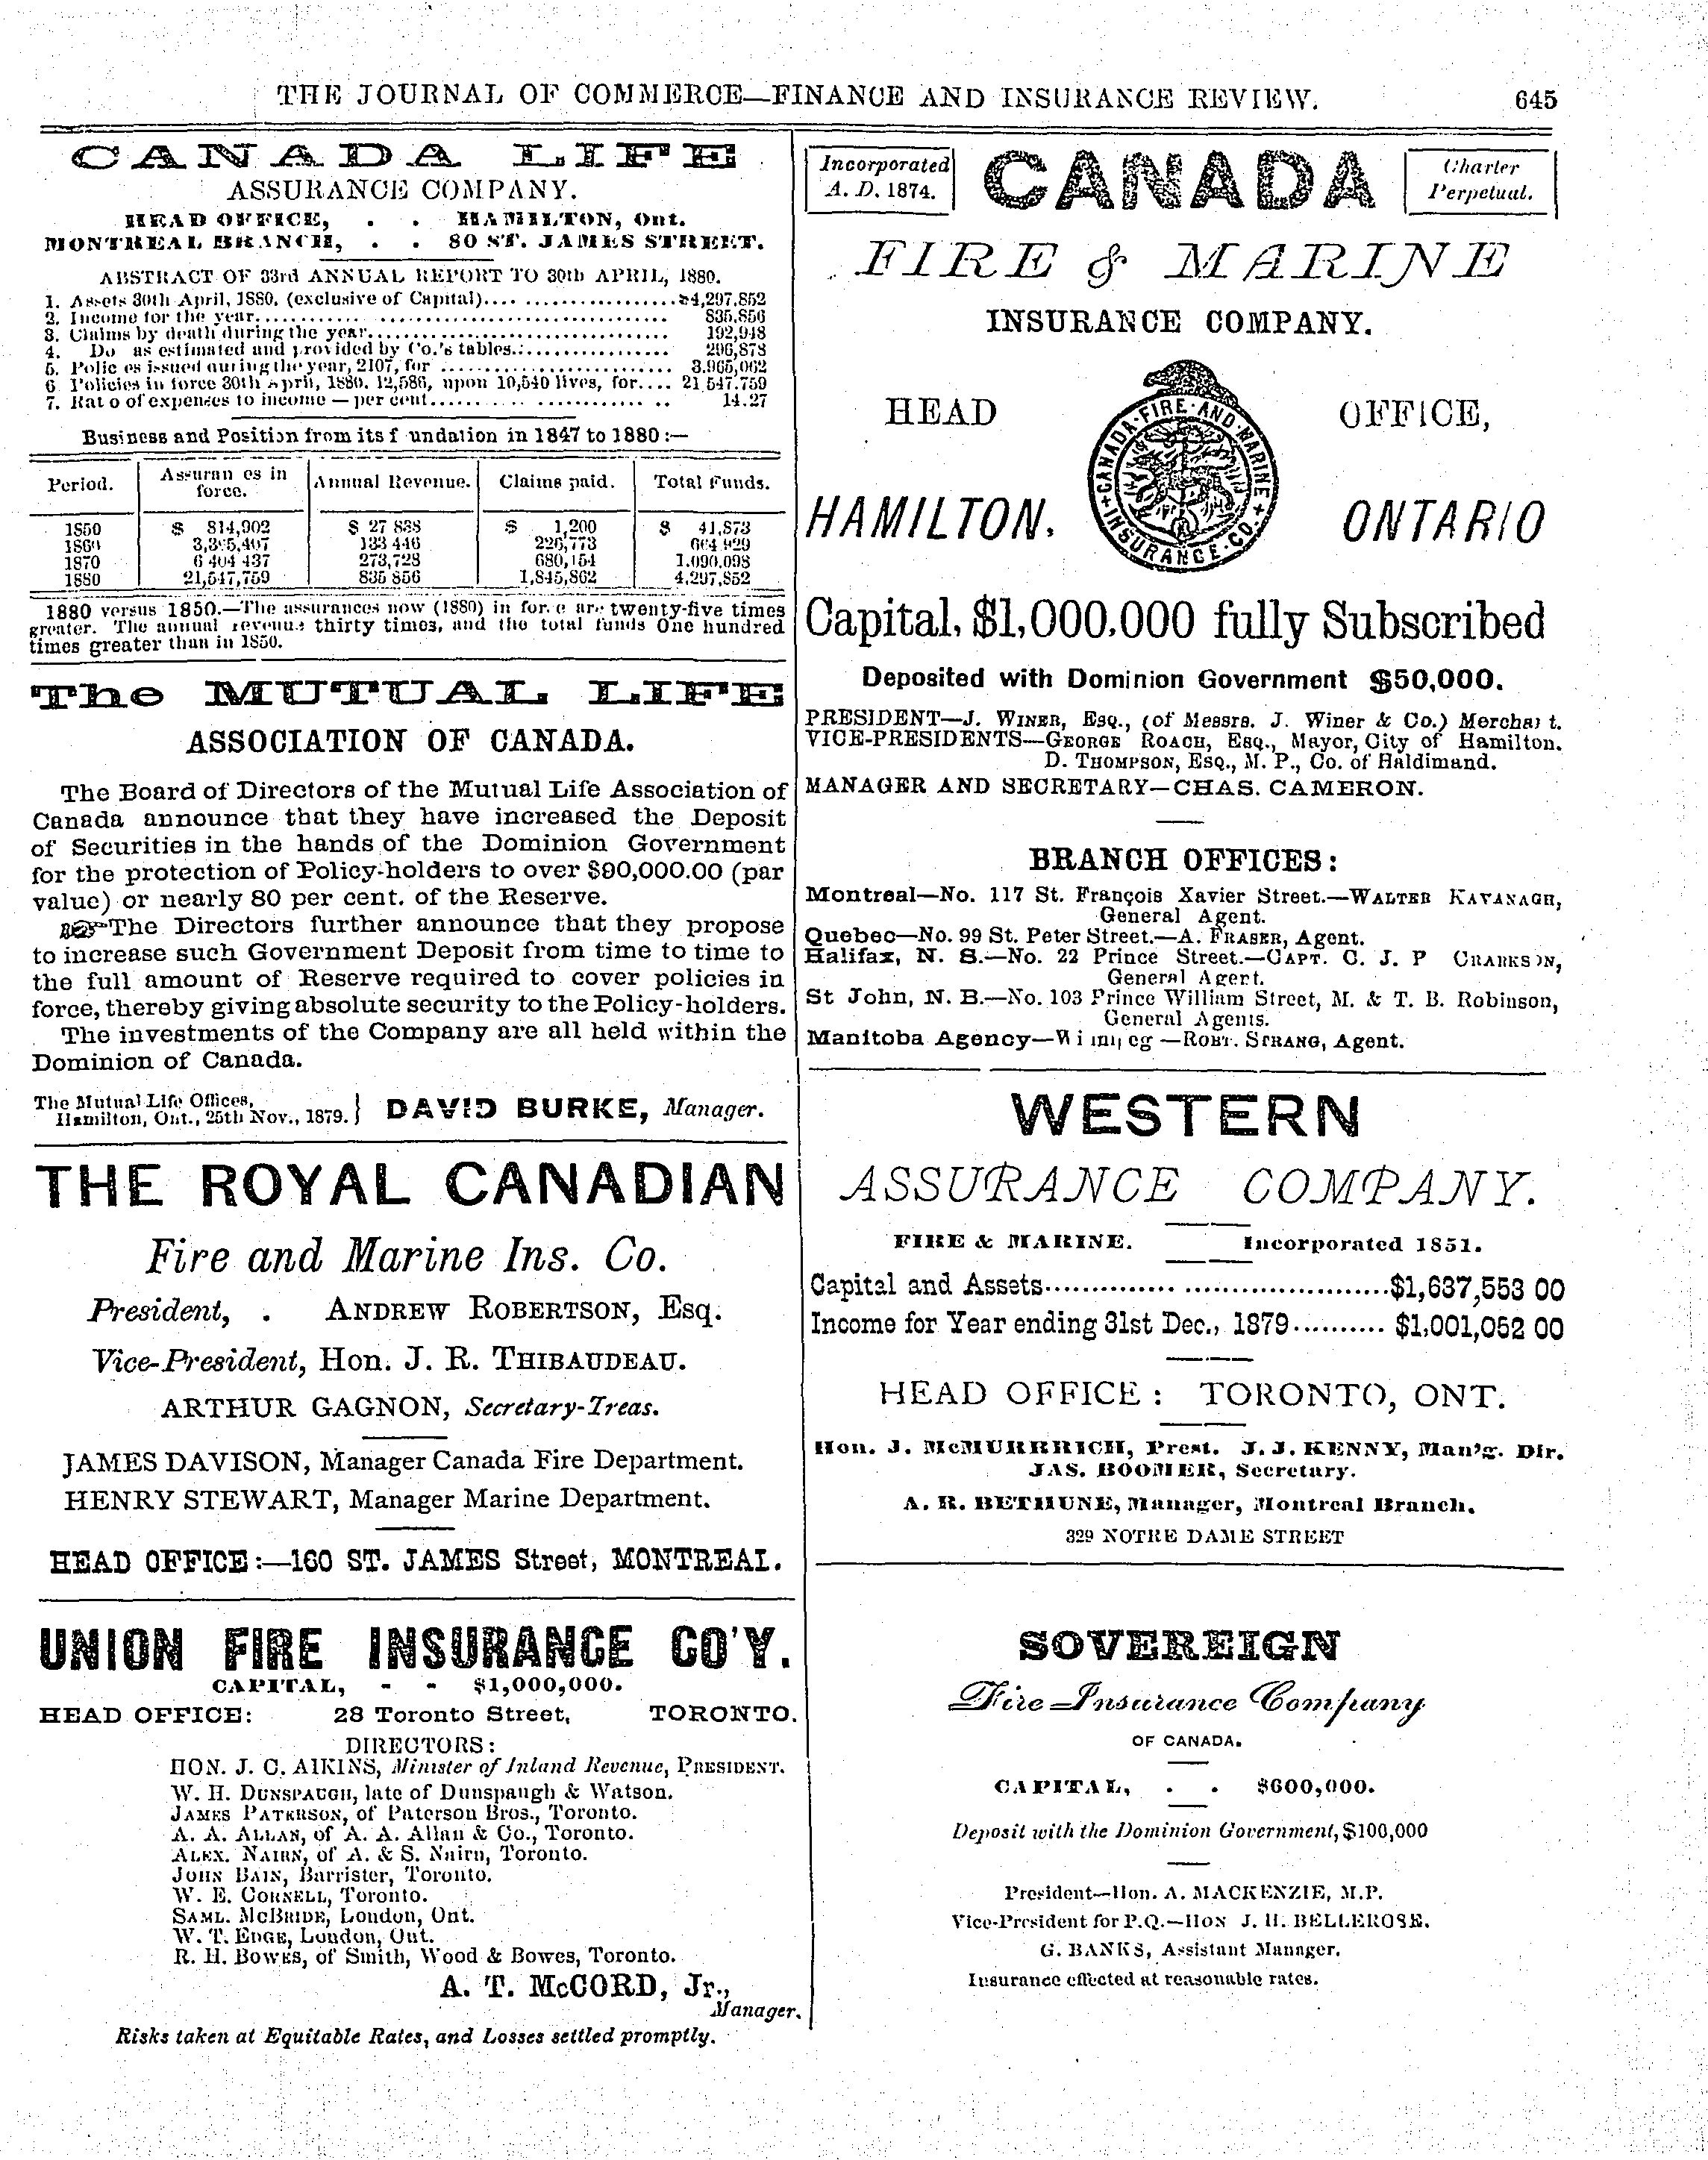 THE JOURNAL OF COMMERCE—FINANCE AND INSURANCE REVIEW. 645
CANADA LIFE
ASSURANCE COMPANY.
HEAD OFFICE, . . HAMILTON, Ont.
MONTREAL BRANCH, . . 80 ST. JAMES STREET.
ABSTRACT OF 33rd ANNUAL REPORT TO 30th APRIL, 1880.
1. Assets 30th April, 1880. (exclusive of Capital).... ................$4,297,852
2. Income for the year............ ............................ 835,856
3. Claims by death during the year.............................. 192,948
4. Do as estimated and provided by Co.'s tables.:............... 296,878
5. Polic es issued during the year, 2107, for ...................... 3,965,062
6 Policies in force 30th April, 1880, 12,586, upon 10,540 lives, for.... 21 547.759
7. Rat o of expenses to income — per cent.......... .............. .. 14.27
Business and Position from its f undation in 1847 to 1880 :—
Period. Assuran es in force. Annual Revenue. Claims paid. Total Funds.
1850 $ 814,902 $ 27 838 $ 1,200 $ 41,873
1860 133 446 226,773 664 929
1870 6 404 437 273,728 680,154 1.090,098
1880 21,547,759 835 856 1,845,862 4,297,852
1880 versus 1850.—The assurances now (1880) in for. e are twenty-five times
greater. The annual revenue thirty times, and the total funds One hundred
times greater than in 1850.
The MUTUAL LIFE
ASSOCIATION OF CANADA.
The Board of Directors of the Mutual Life Association of
Canada announce that they have increased the Deposit
of Securities in the hands of the Dominion Government
for the protection of Policy-holders to over $90,000.00 (par
value) or nearly 80 per cent. of the Reserve.
☞The Directors further announce that they propose
to increase such Government Deposit from time to time to
the full amount of Reserve required to cover policies in
force, thereby giving absolute security to the Policy-holders.
The investments of the Company are all held within the
Dominion of Canada.
The Mutual Life Offices,
Hamilton, Ont., 25th Nov., 1879. } DAVID BURKE, Manager.
THE ROYAL CANADIAN
Fire and Marine Ins. Co.
President, . ANDREW ROBERTSON, Esq.
Vice-President, Hon. J. R. THIBAUDEAU.
ARTHUR GAGNON, Secretary-Treas.
JAMES DAVISON, Manager Canada Fire Department.
HENRY STEWART, Manager Marine Department.
HEAD OFFICE :—160 ST. JAMES Street, MONTREAL.
UNION FIRE INSURANCE CO'Y.
CAPITAL, - - $1,000,000.
HEAD OFFICE: 28 Toronto Street, TORONTO.
DIRECTORS :
HON. J. C. AIKINS, Minister of Inland Revenue, PRESIDENT.
W. H. DUNSPAUGH, late of Dunspaugh & Watson.
JAMES PATERSON, of Paterson Bros., Toronto.
A. A. ALLAN, of A. A. Allan & Co., Toronto.
ALEX. NAIRN, of A. & S. Nairn, Toronto.
JOHN BAIN, Barrister, Toronto.
W. E. CORNELL, Toronto.
SAML. McBRIDE, London, Ont.
W. T. EDGE, London, Ont.
R. H. BOWES, of Smith, Wood & Bowes, Toronto.
A. T. McCORD, Jr.,
Manager.
Risks taken at Equitable Rates, and Losses settled promptly.
Incorporated
A. D. 1874.
CANADA
Charter
Perpetual.
FIRE & MARINE
INSURANCE COMPANY.
HEAD OFFICE,
CANADA·FIRE·AND·MARINE INSURANCE·CO.
HAMILTON. ONTARIO
Capital, $1,000,000 fully Subscribed
Deposited with Dominion Government $50,000.
PRESIDENT—J. WINER, ESQ., (of Messrs. J. Winer & Co.) Merchant.
VICE-PRESIDENTS—GEORGE ROACH, ESQ., Mayor, City of Hamilton.
D. THOMPSON, ESQ., M. P., Co. of Haldimand.
MANAGER AND SECRETARY—CHAS. CAMERON.
BRANCH OFFICES :
Montreal—No. 117 St. François Xavier Street.—WALTER KAVANAGH,
General Agent.
Quebec—No. 99 St. Peter Street.—A. FRASER, Agent.
Halifax, N. S.—No. 22 Prince Street.—CAPT. C. J. P CHARKSON,
General Agent.
St John, N. B.—No. 103 Prince William Street, M. & T. B. Robinson,
General Agents.
Manitoba Agency—Winnipeg —ROBT. STRANG, Agent.
WESTERN
ASSURANCE COMPANY.
FIRE & MARINE. Incorporated 1851.
Capital and Assets.............. ......................$1,637,553 00
Income for Year ending 31st Dec., 1879.......... $1,001,052 00
HEAD OFFICE : TORONTO, ONT.
Hon. J. McMURRRICH, Prest. J. J. KENNY, Man'g. Dir.
JAS. BOOMER, Secretary.
A. R. BETHUNE, Manager, Montreal Branch.
329 NOTRE DAME STREET
SOVEREIGN
Fire Insurance Company
OF CANADA.
CAPITAL, . . $600,000.
Deposit with the Dominion Government, $100,000
President—Hon. A. MACKENZIE, M.P.
Vice-President for P.Q.—HON J. H. BELLEROSE.
G. BANKS, Assistant Manager.
Insurance effected at reasonable rates.